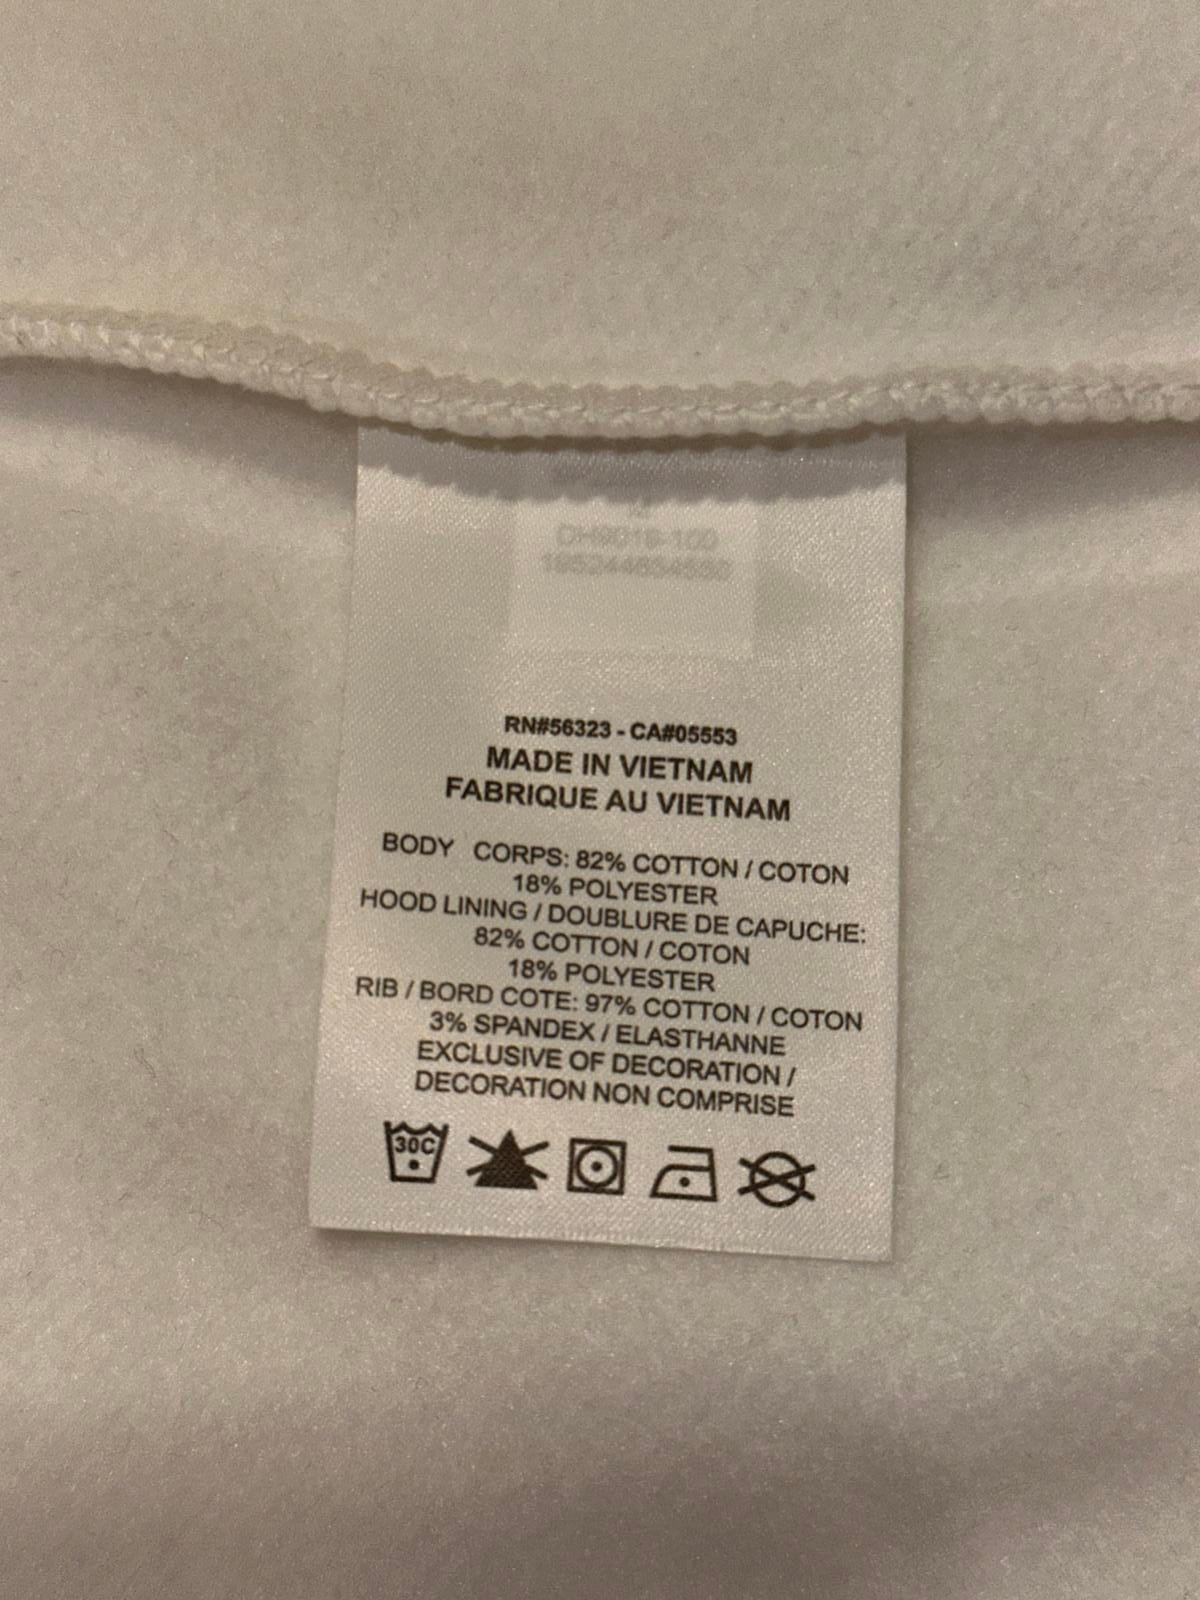 RN#56323 - CA#05553
MADE IN VIETNAM
FABRIQUE AU VIETNAM
BODY CORPS: 82% COTTON / COTON
18% POLYESTER
HOOD LINING / DOUBLURE DE CAPUCHE:
82% COTTON / COTON
18% POLYESTER
RIB / BORD COTE: 97% COTTON / COTON
3% SPANDEX / ELASTHANNE
EXCLUSIVE OF DECORATION /
DECORATION NON COMPRISE
30C